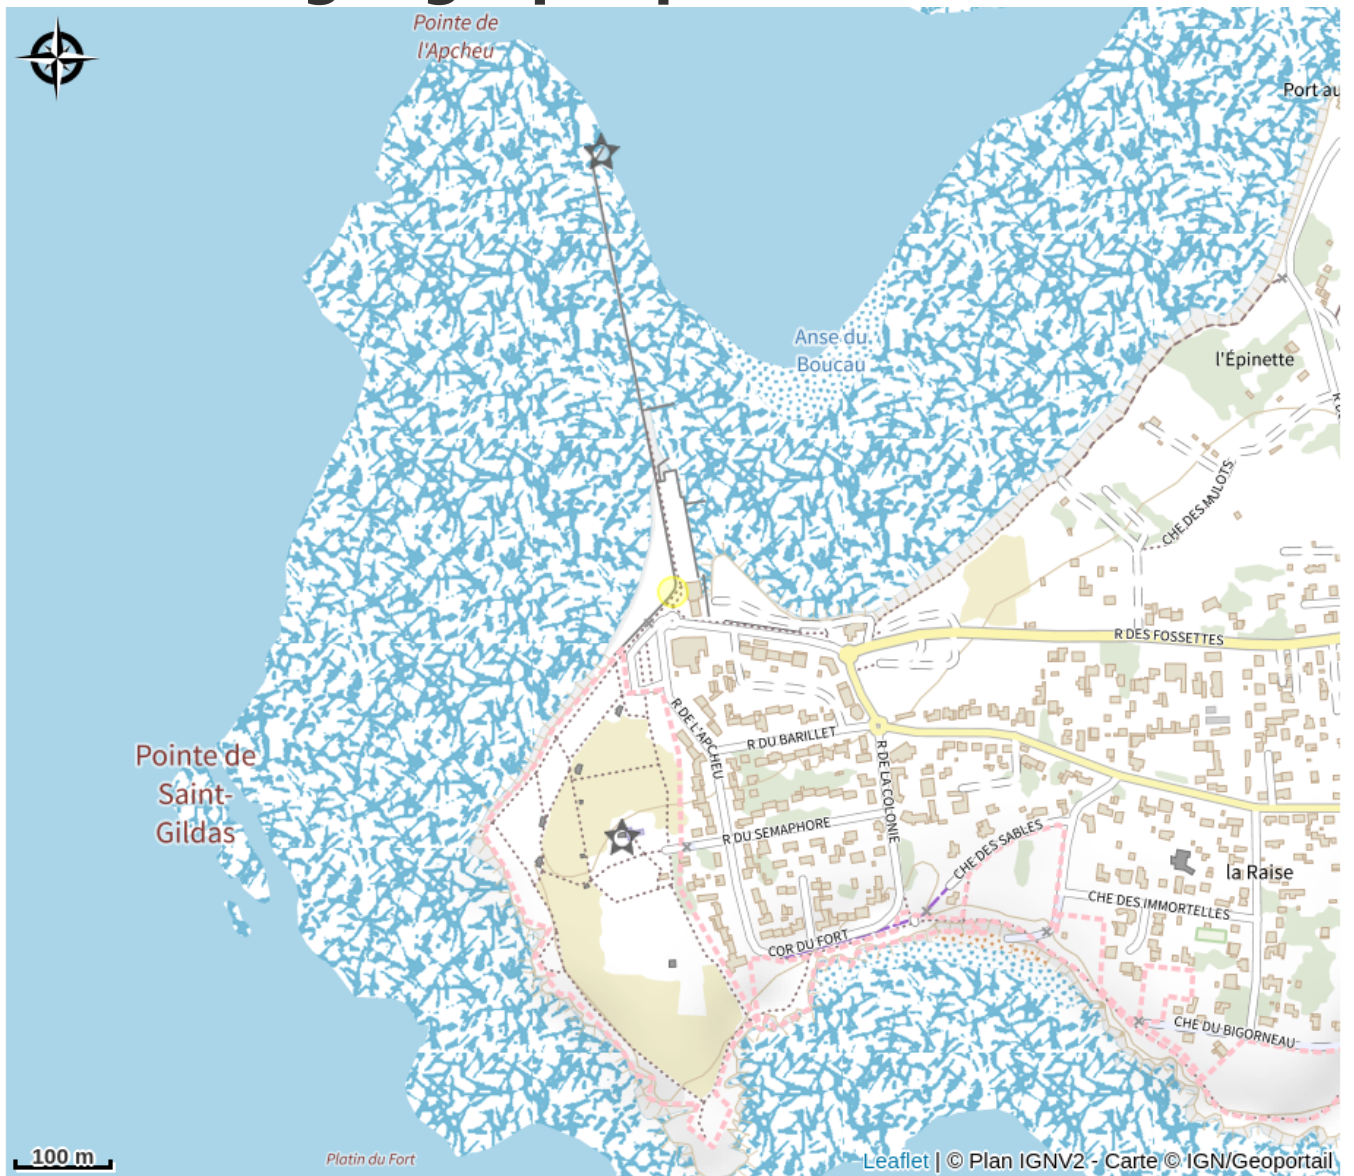 Pointe de
l'Apcheu
Port au
Anse du
Boucau
l'Épinette
CHE DES MULOTS
R DES FOSSETTES
R DE L'APCHEU
R DU BARILLET
R DE LA COLONIE
Pointe de
Saint-
Gildas
R DU SEMAPHORE
CHE DES SABLES
la Raise
CHE DES IMMORTELLES
COR DU FORT
CHE DU BIGORNEAU
100 m
Platin du Fort
Leaflet | © Plan IGNV2 - Carte © IGN/Geoportail